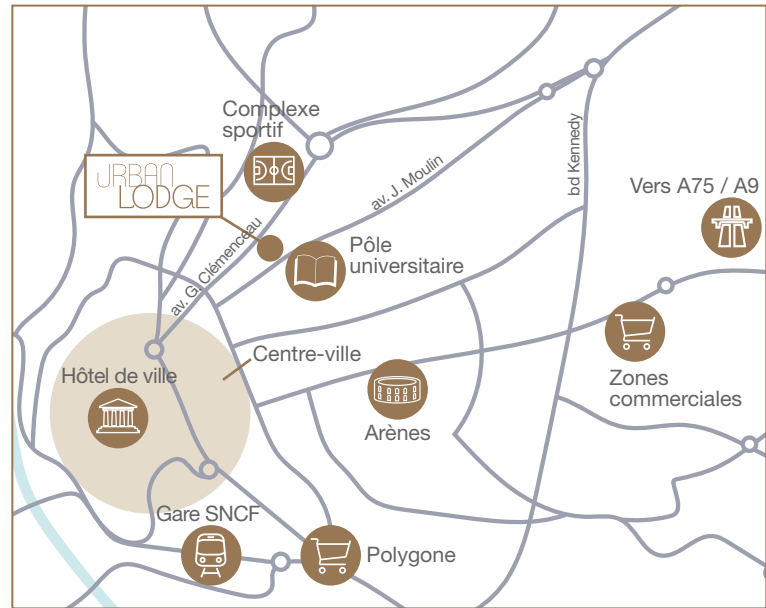 Complexe
sportif
URBAN
LODGE
av. G. Clémenceau
av. J. Moulin
bd Kennedy
Vers A75 / A9
Pôle
universitaire
Centre-ville
Hôtel de ville
Zones
commerciales
Arènes
Gare SNCF
Polygone